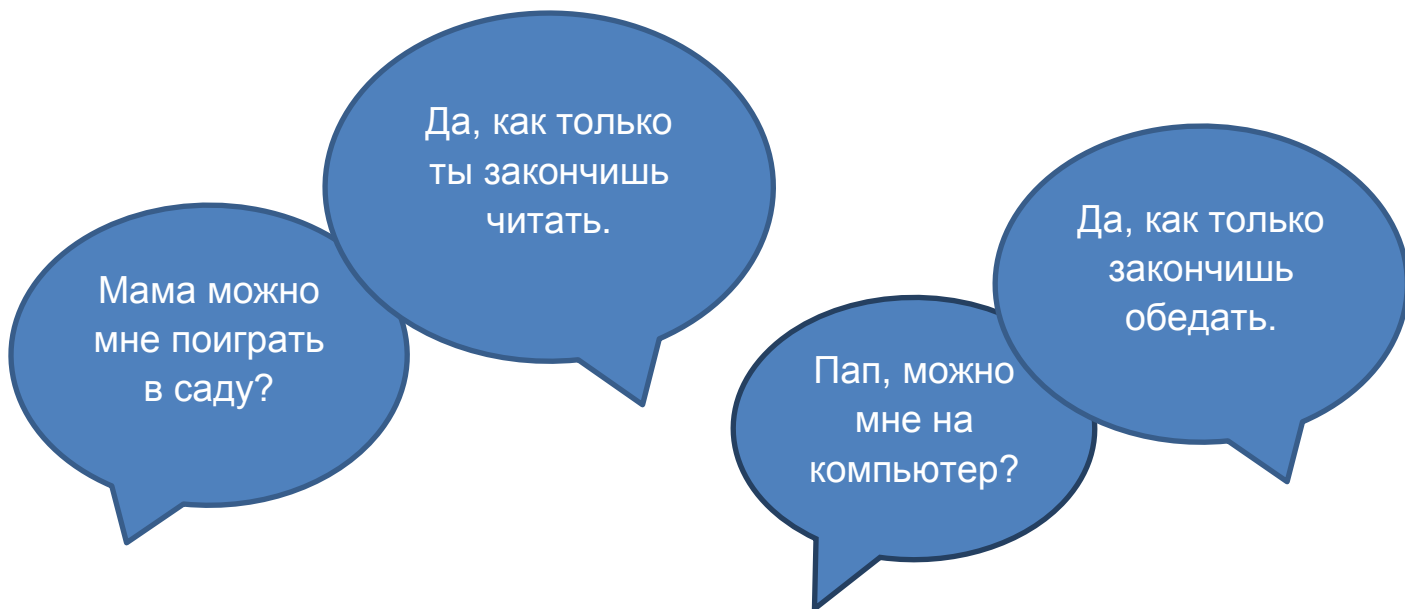 Мама можно
мне поиграть
в саду?
Да, как только
ты закончишь
читать.
Пап, можно
мне на
компьютер?
Да, как только
закончишь
обедать.